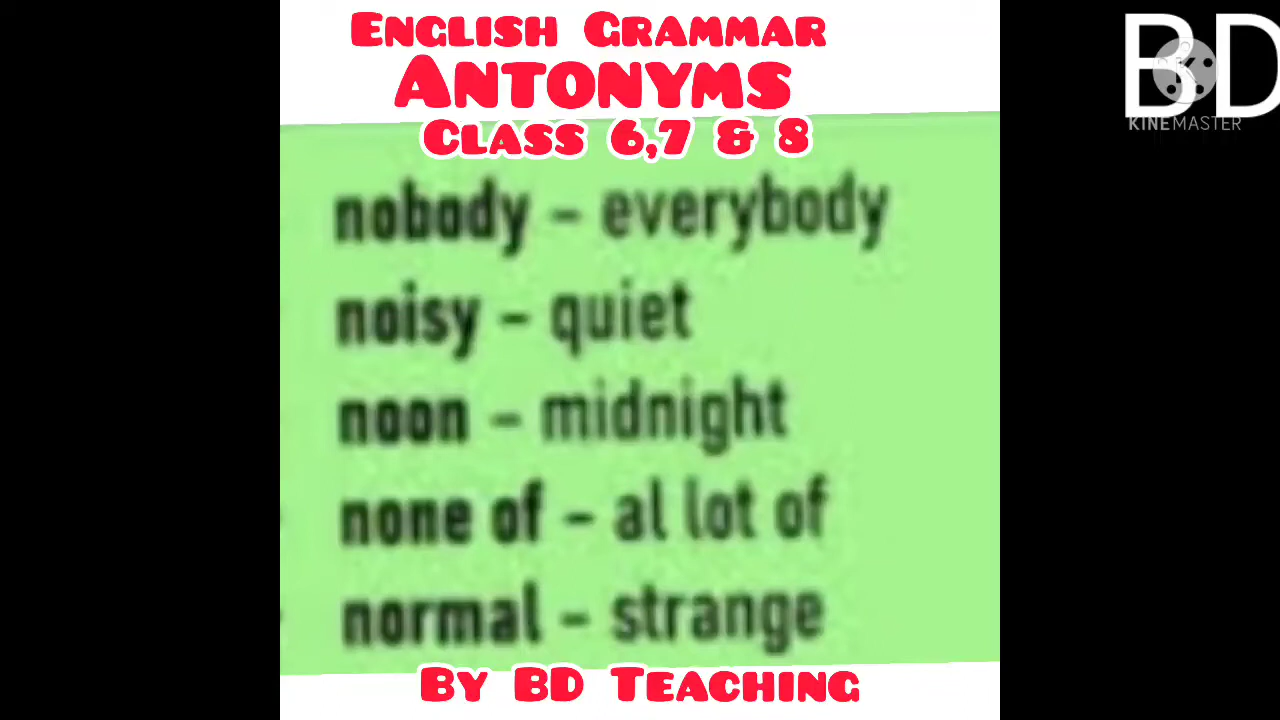 English Grammar
Antonyms
Class 6,7 & 8
BD
KINEMASTER
nobody – everybody
noisy – quiet
noon – midnight
none of – al lot of
normal – strange
By BD Teaching